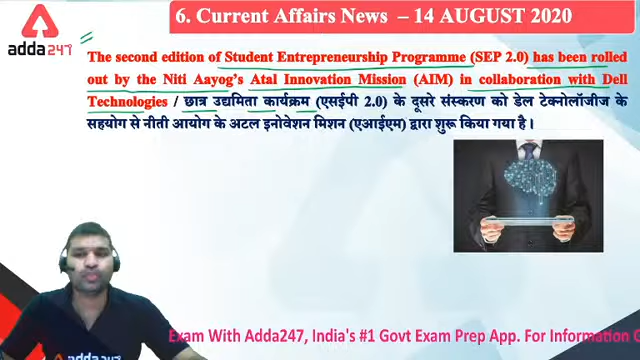 6. Current Affairs News – 14 AUGUST 2020
adda247
The second edition of Student Entrepreneurship Programme (SEP 2.0) has been rolled
out by the Niti Aayog's Atal Innovation Mission (AIM) in collaboration with Dell
Technologies / छात्र उद्यमिता कार्यक्रम (एसईपी 2.0) के दूसरे संस्करण को डेल टेक्नोलॉजीज के
सहयोग से नीती आयोग के अटल इनोवेशन मिशन (एआईएम) द्वारा शुरू किया गया है।
Exam With Adda247, India's #1 Govt Exam Prep App. For Information
adda247